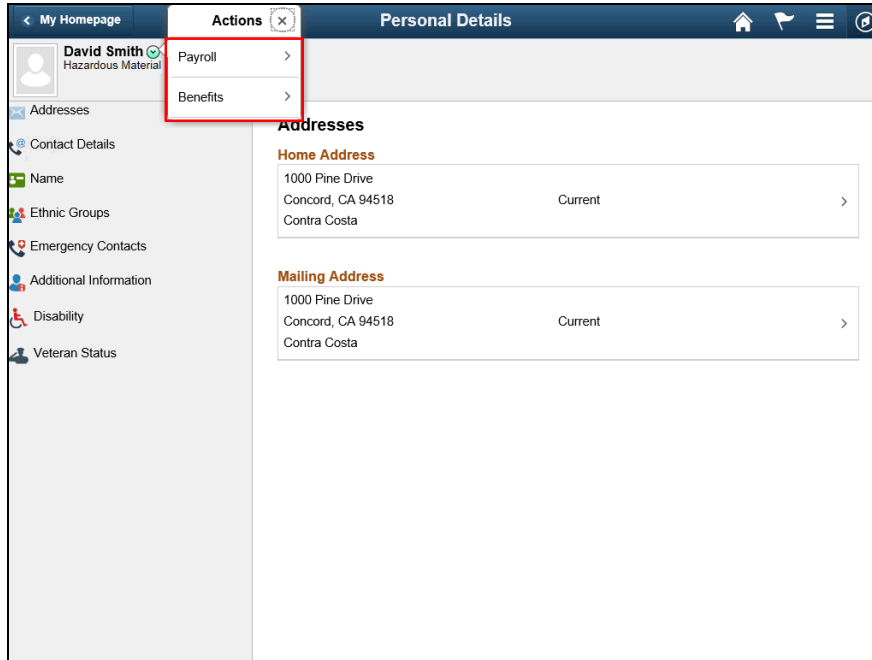 My Homepage
Actions
Personal Details
David Smith
Hazardous Material
Payroll
Benefits
Addresses
Contact Details
Name
Ethnic Groups
Emergency Contacts
Additional Information
Disability
Veteran Status
Addresses
Home Address
1000 Pine Drive
Concord, CA 94518
Current
Contra Costa
Mailing Address
1000 Pine Drive
Concord, CA 94518
Current
Contra Costa